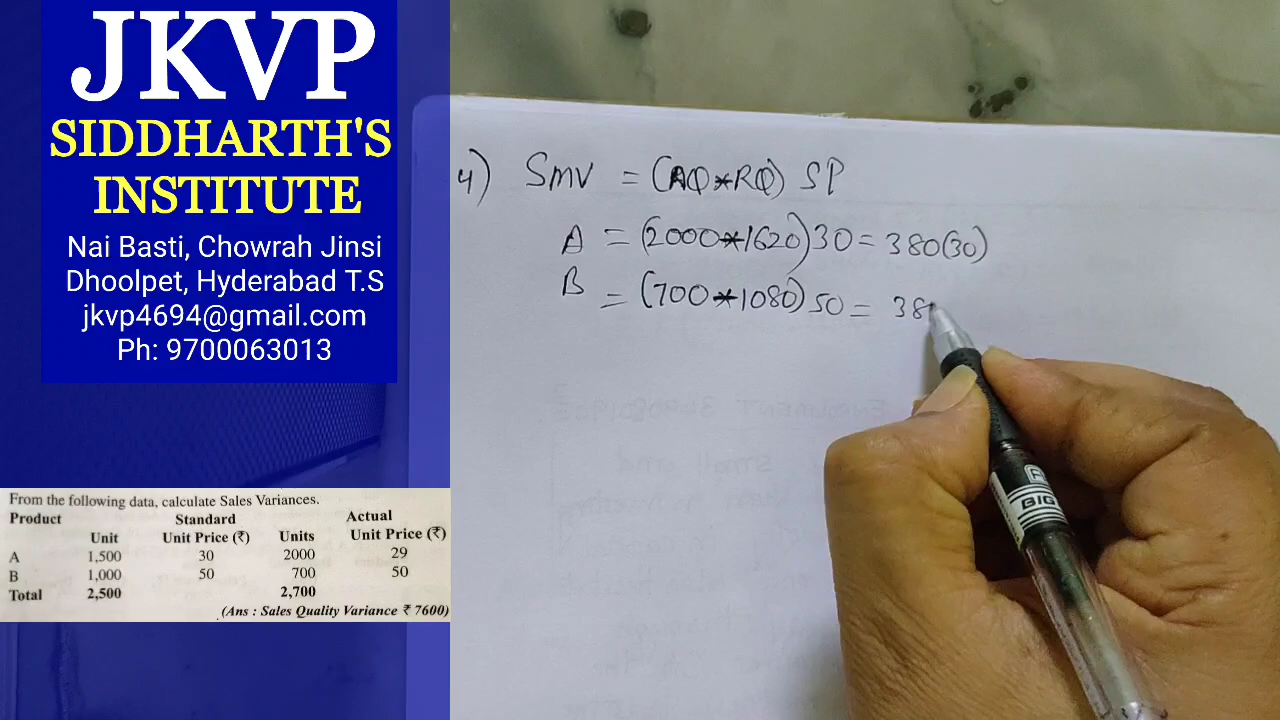 JKVP
SIDDHARTH'S
INSTITUTE
Nai Basti, Chowrah Jinsi
Dhoolpet, Hyderabad T.S
jkvp4694@gmail.com
Ph: 9700063013
4) SMV = (AQ*RQ) SP
A = (2000*1620)30 = 380(30)
B = (700*1080)50 = 38
From the following data, calculate Sales Variances.
Product Standard Actual
Unit Unit Price (₹) Units Unit Price (₹)
A 1,500 30 2000 29
B 1,000 50 700 50
Total 2,500 2,700
(Ans : Sales Quality Variance ₹ 7600)
BIG